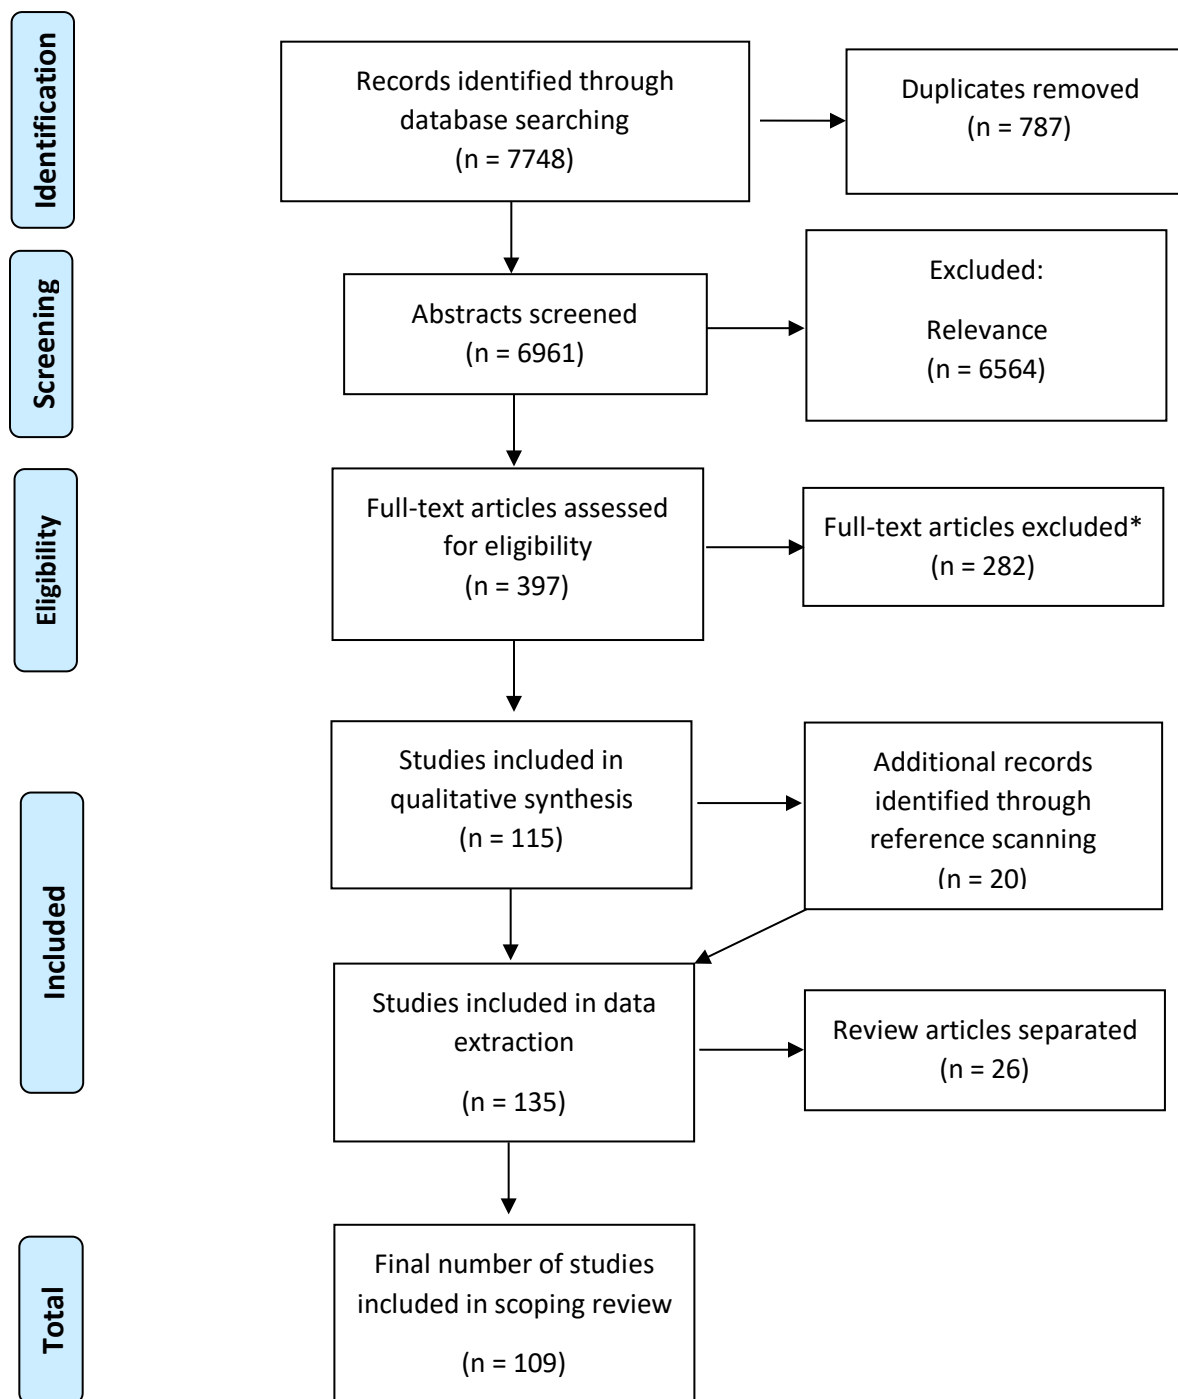 Identification
Records identified through
database searching
(n = 7748)
Duplicates removed
(n = 787)
Screening
Abstracts screened
(n = 6961)
Excluded:
Relevance
(n = 6564)
Eligibility
Full-text articles assessed
for eligibility
(n = 397)
Full-text articles excluded*
(n = 282)
Included
Studies included in
qualitative synthesis
(n = 115)
Additional records
identified through
reference scanning
(n = 20)
Studies included in data
extraction
(n = 135)
Review articles separated
(n = 26)
Total
Final number of studies
included in scoping review
(n = 109)